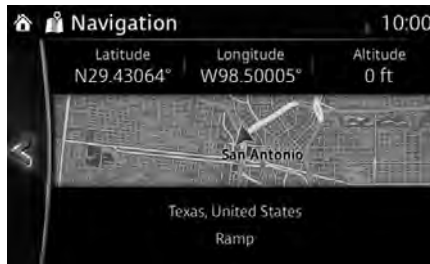 Navigation 10:00
Latitude Longitude Altitude
N29.43064° W98.50005° 0 ft
San Antonio
Texas, United States
Ramp